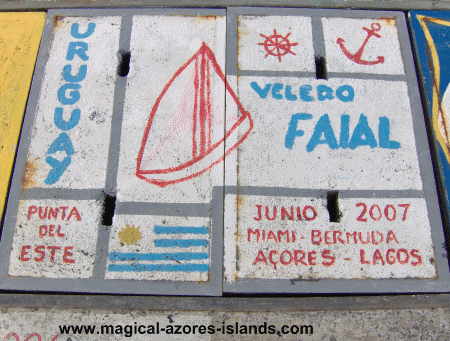 URUGUAY
PUNTA
DEL
ESTE
VELERO
FAIAL
JUNIO 2007
MIAMI - BERMUDA
AÇORES - LAGOS
www.magical-azores-islands.com